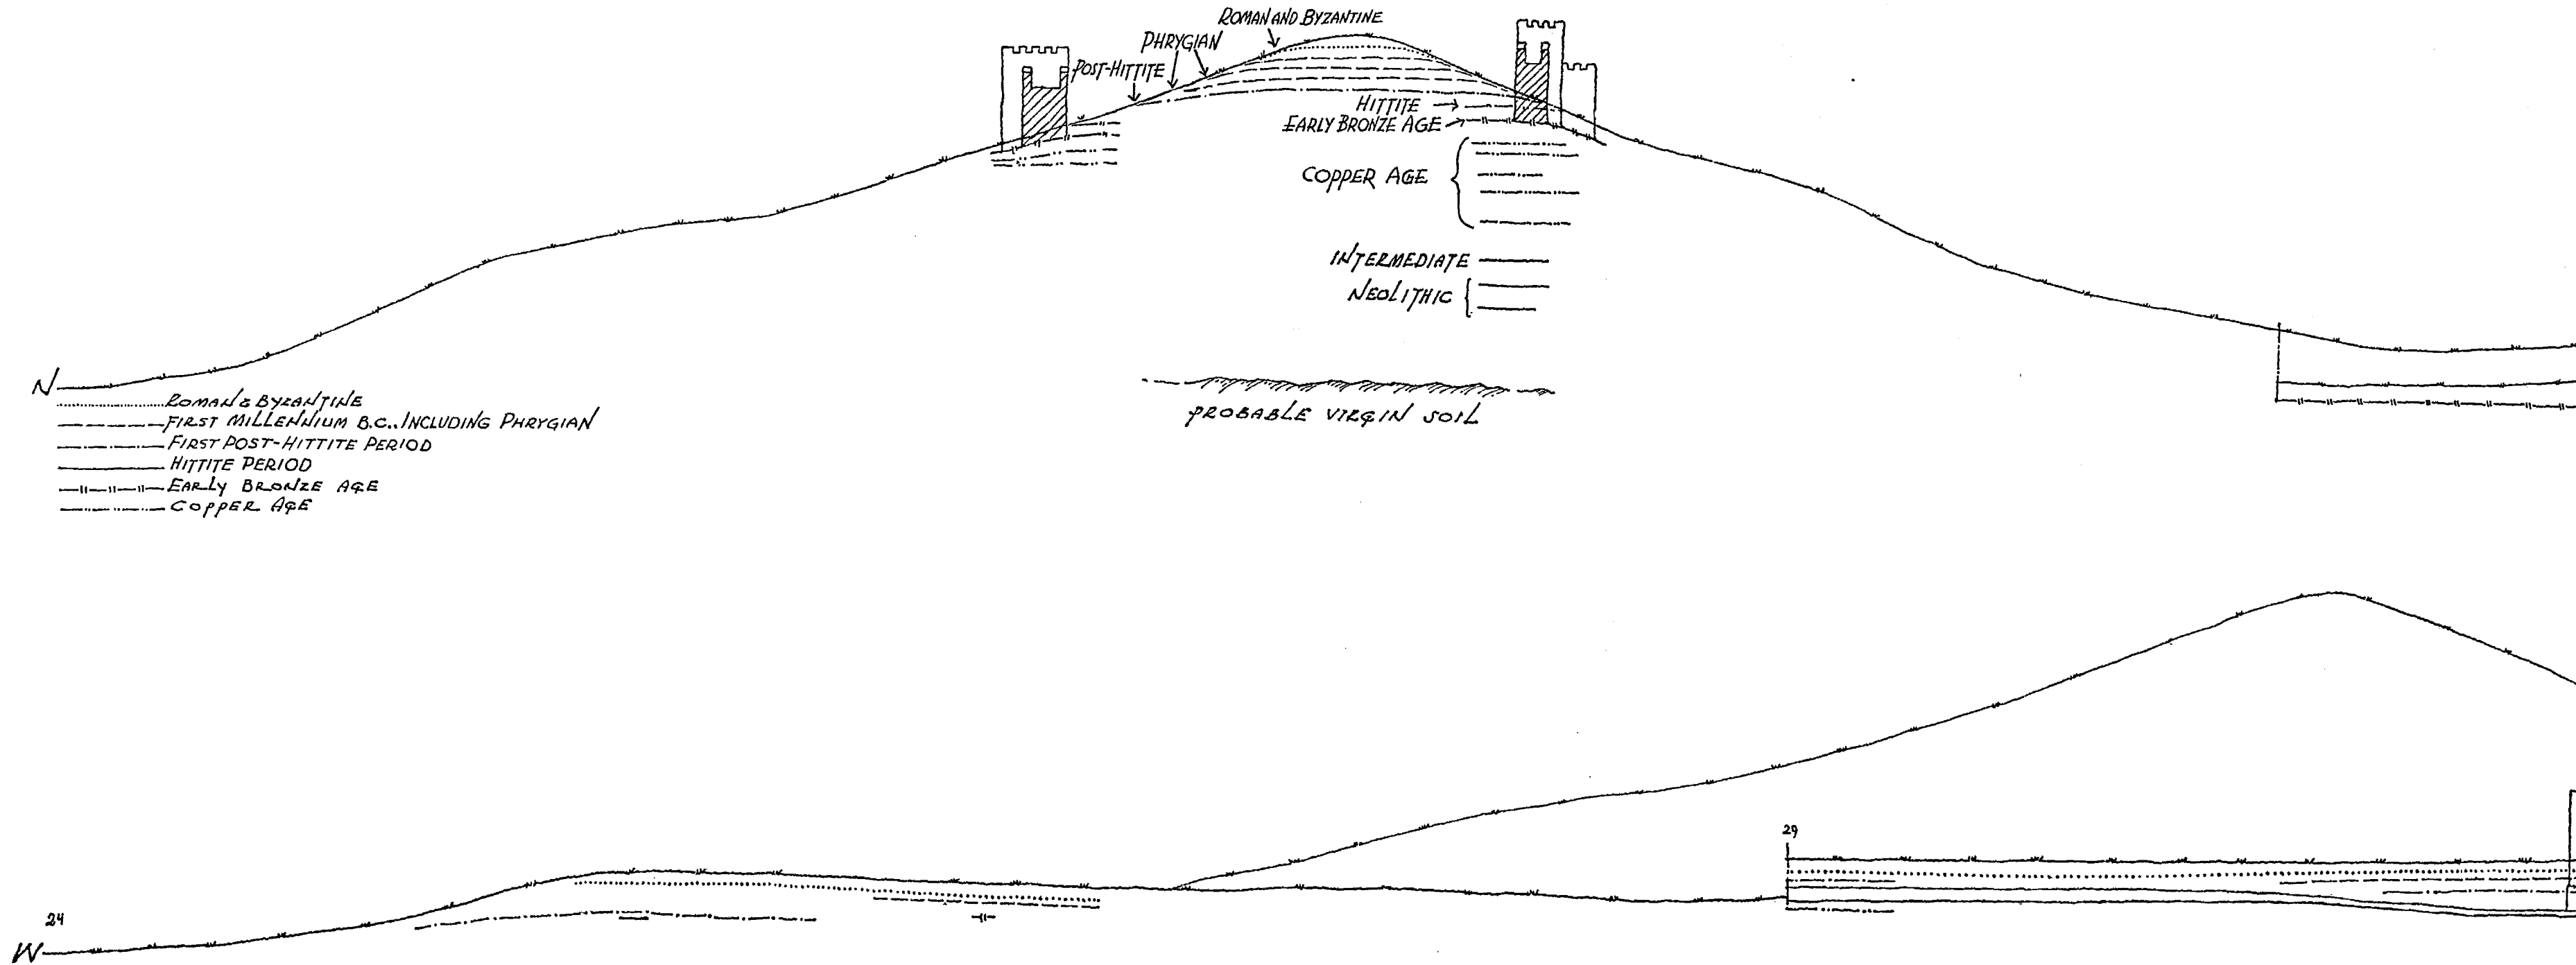 ROMAN AND BYZANTINE
PHRYGIAN
POST-HITTITE
HITTITE
EARLY BRONZE AGE
COPPER AGE
INTERMEDIATE
NEOLITHIC
PROBABLE VIRGIN SOIL
N
ROMAN & BYZANTINE
FIRST MILLENNIUM B.C., INCLUDING PHRYGIAN
FIRST POST-HITTITE PERIOD
HITTITE PERIOD
EARLY BRONZE AGE
COPPER AGE
29
24
W